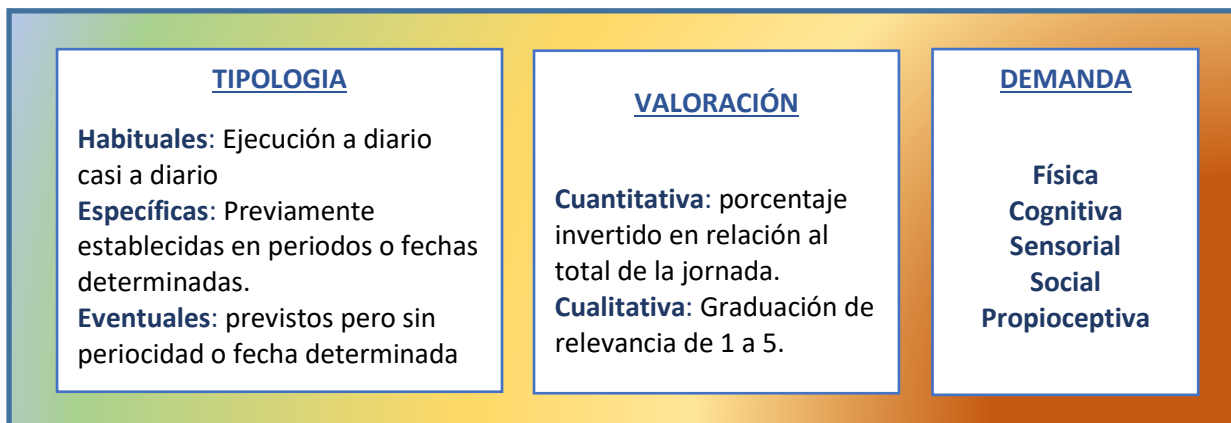 TIPOLOGIA
Habituales: Ejecución a diario
casi a diario
Específicas: Previamente
establecidas en periodos o fechas
determinadas.
Eventuales: previstos pero sin
periocidad o fecha determinada
VALORACIÓN
Cuantitativa: porcentaje
invertido en relación al
total de la jornada.
Cualitativa: Graduación de
relevancia de 1 a 5.
DEMANDA
Física
Cognitiva
Sensorial
Social
Propioceptiva